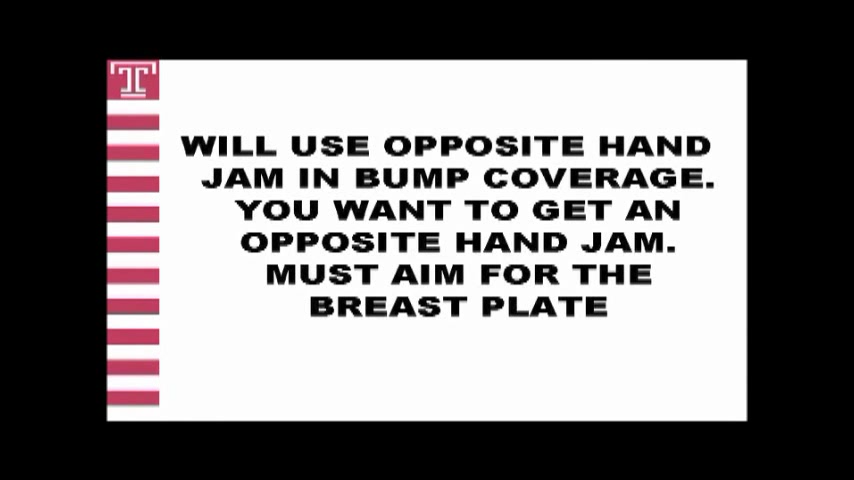 T
WILL USE OPPOSITE HAND
JAM IN BUMP COVERAGE.
YOU WANT TO GET AN
OPPOSITE HAND JAM.
MUST AIM FOR THE
BREAST PLATE